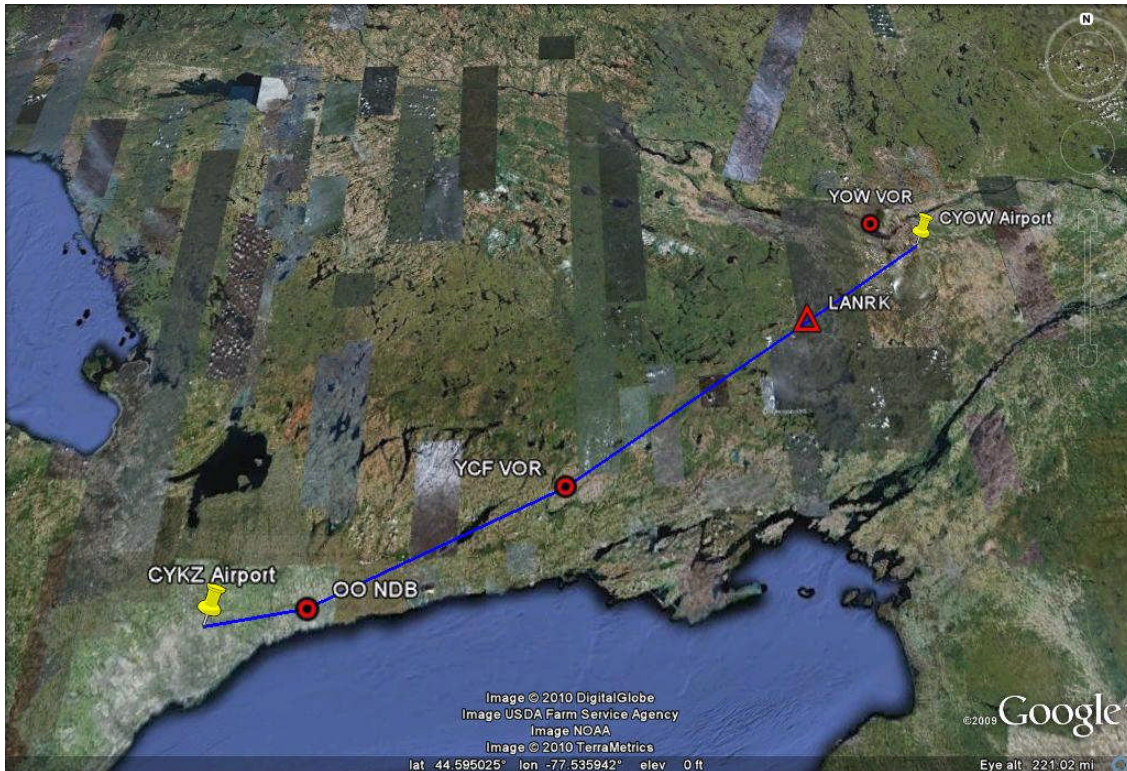 N
YOW VOR
CYOW Airport
LANRK
YCF VOR
CYKZ Airport
OO NDB
Image © 2010 DigitalGlobe
Image USDA Farm Service Agency
Image NOAA
Image © 2010 TerraMetrics
©2009 Google
lat 44.595025° lon -77.535942° elev 0 ft
Eye alt 221.02 mi